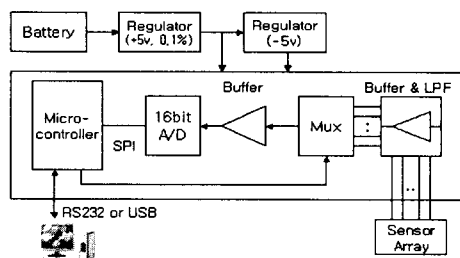 Battery
Regulator
(+5v, 0.1%)
Regulator
(-5v)
Buffer
Buffer & LPF
Micro-
controller
SPI
16bit
A/D
Mux
RS232 or USB
Sensor
Array